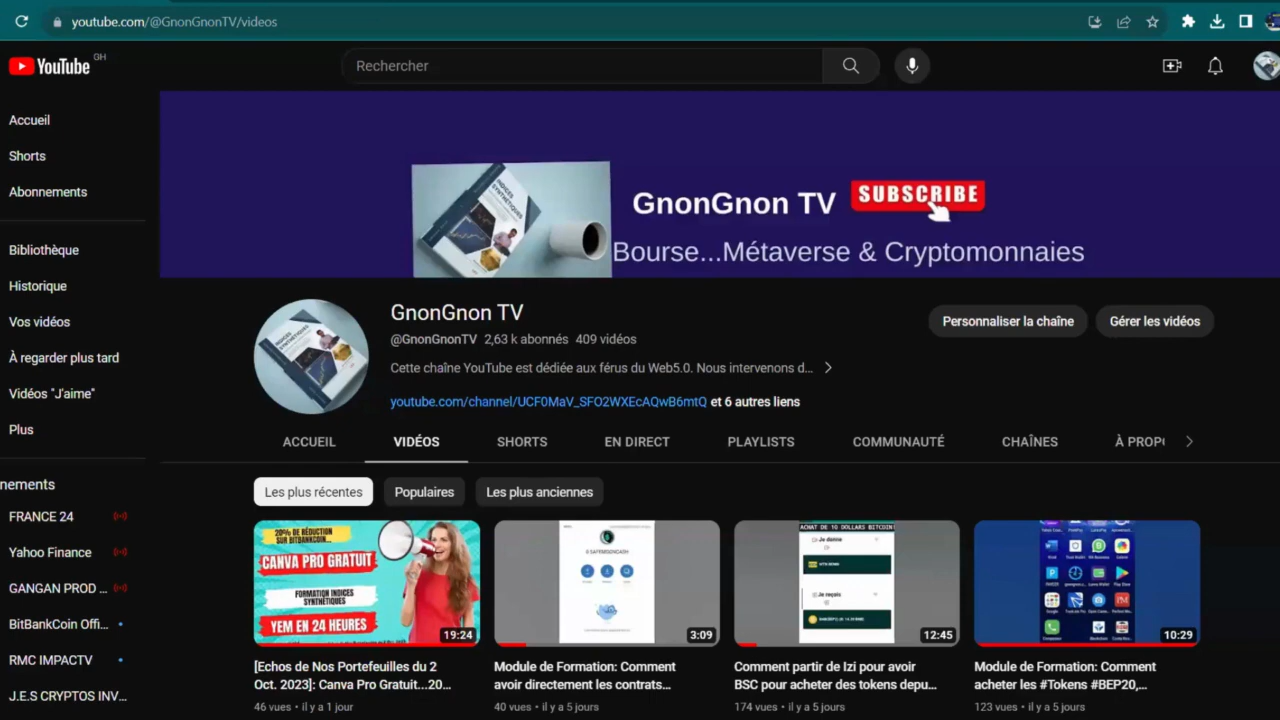 youtube.com/@GnonGnonTV/videos
YouTube GH
Rechercher
Accueil
Shorts
Abonnements
Bibliothèque
Historique
Vos vidéos
À regarder plus tard
Vidéos "J'aime"
Plus
nements
FRANCE 24
Yahoo Finance
GANGAN PROD ...
BitBankCoin Offi...
RMC IMPACTV
J.E.S CRYPTOS INV...
INDICES SYNTHÉTIQUES
GnonGnon TV
SUBSCRIBE
Bourse...Métaverse & Cryptomonnaies
GnonGnon TV
@GnonGnonTV 2,63 k abonnés 409 vidéos
Cette chaîne YouTube est dédiée aux férus du Web5.0. Nous intervenons d...
youtube.com/channel/UCF0MaV_SFO2WXEcAQwB6mtQ et 6 autres liens
Personnaliser la chaîne
Gérer les vidéos
ACCUEIL
VIDÉOS
SHORTS
EN DIRECT
PLAYLISTS
COMMUNAUTÉ
CHAÎNES
À PROP
Les plus récentes
Populaires
Les plus anciennes
20% DE RÉDUCTION
SUR BITBANKCOIN
CANVA PRO GRATUIT
FORMATION INDICES
SYNTHÉTIQUES
YEM EN 24 HEURES
19:24
[Echos de Nos Portefeuilles du 2
Oct. 2023]: Canva Pro Gratuit...20...
46 vues • il y a 1 jour
0 SAFEMOONCASH
3:09
Module de Formation: Comment
avoir directement les contrats...
40 vues • il y a 5 jours
ACHAT DE 10 DOLLARS BITCOIN
Je donne
Je reçois
12:45
Comment partir de Izi pour avoir
BSC pour acheter des tokens depu...
174 vues • il y a 5 jours
10:29
Module de Formation: Comment
acheter les #Tokens #BEP20,...
123 vues • il y a 5 jours